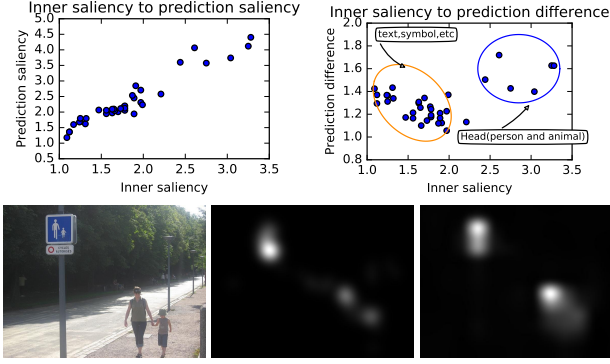 Inner saliency to prediction saliency
Prediction saliency
5.0
4.5
4.0
3.5
3.0
2.5
2.0
1.5
1.0
0.5
1.0 1.5 2.0 2.5 3.0 3.5
Inner saliency
Inner saliency to prediction difference
Prediction difference
2.0
1.8
1.6
1.4
1.2
1.0
0.8
text,symbol,etc
Head(person and animal)
1.0 1.5 2.0 2.5 3.0 3.5
Inner saliency